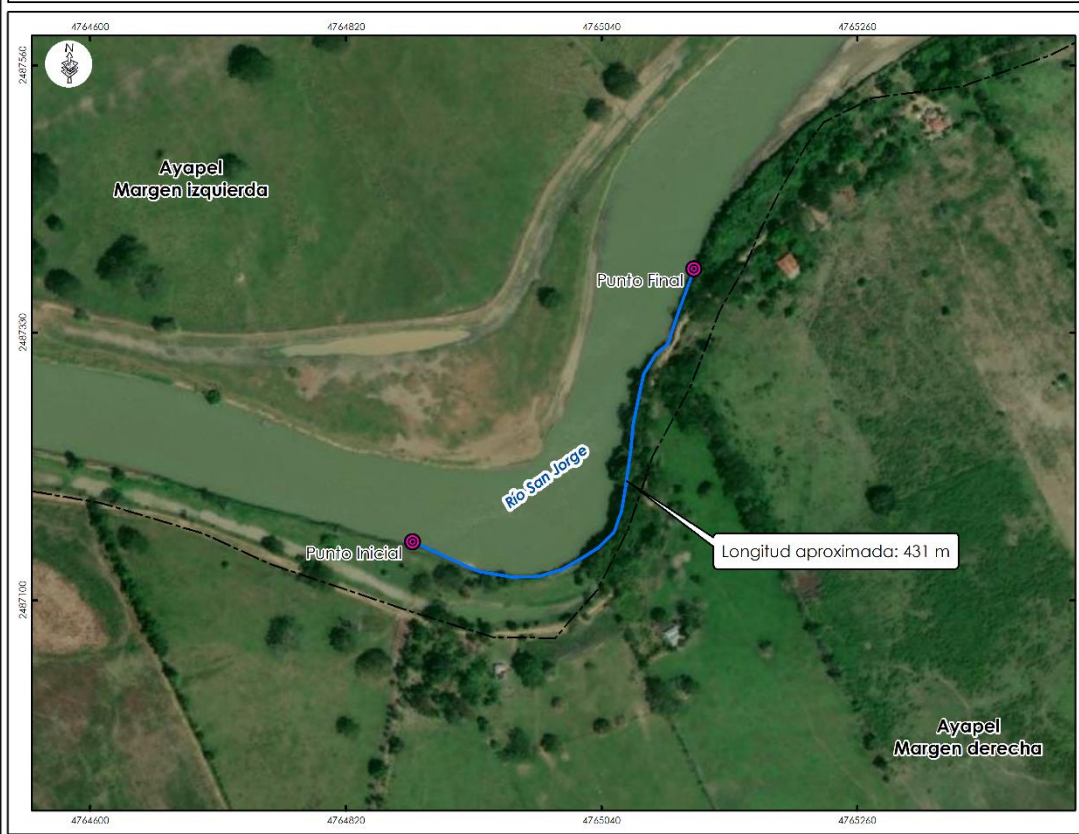 4764600 4764820 4765040 4765260
N
2487560
Ayapel
Margen izquierda
Punto Final
2487330
Río San Jorge
Longitud aproximada: 431 m
Punto Inicial
2487100
Ayapel
Margen derecha
4764600 4764820 4765040 4765260